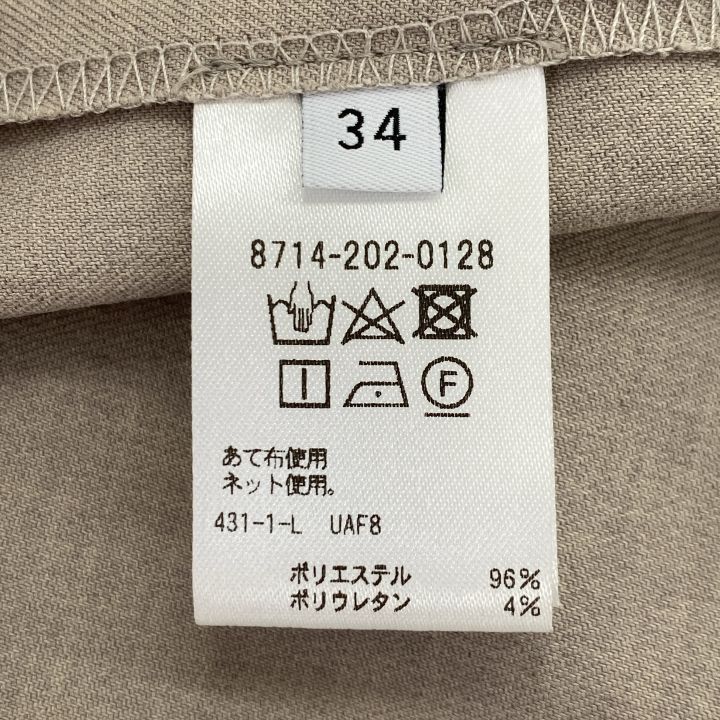 34
8714-202-0128
F
あて布使用
ネット使用。
431-1-L UAF8
ポリエステル 96%
ポリウレタン 4%